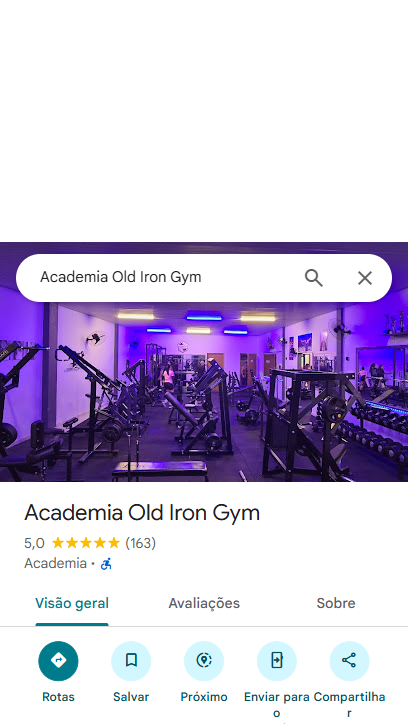 Academia Old Iron Gym
Academia Old Iron Gym
5,0 (163)
Academia ·
Visão geral Avaliações Sobre
Rotas Salvar Próximo Enviar para Compartilha
o r